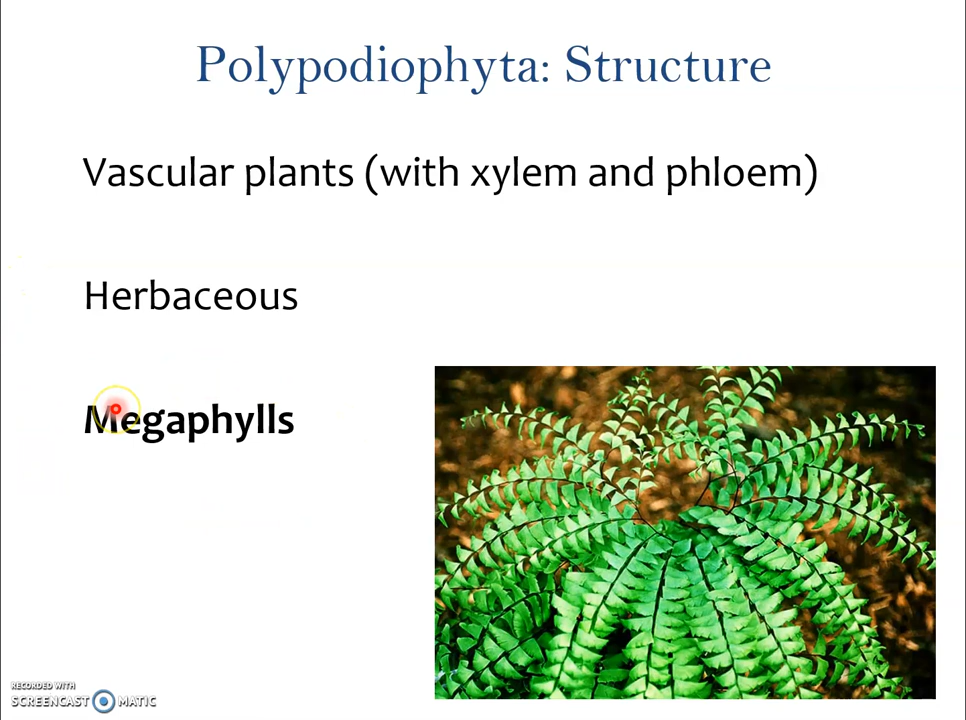 Polypodiophyta: Structure
Vascular plants (with xylem and phloem)
Herbaceous
Megaphylls
RECORDED WITH
SCREENCAST MATIC